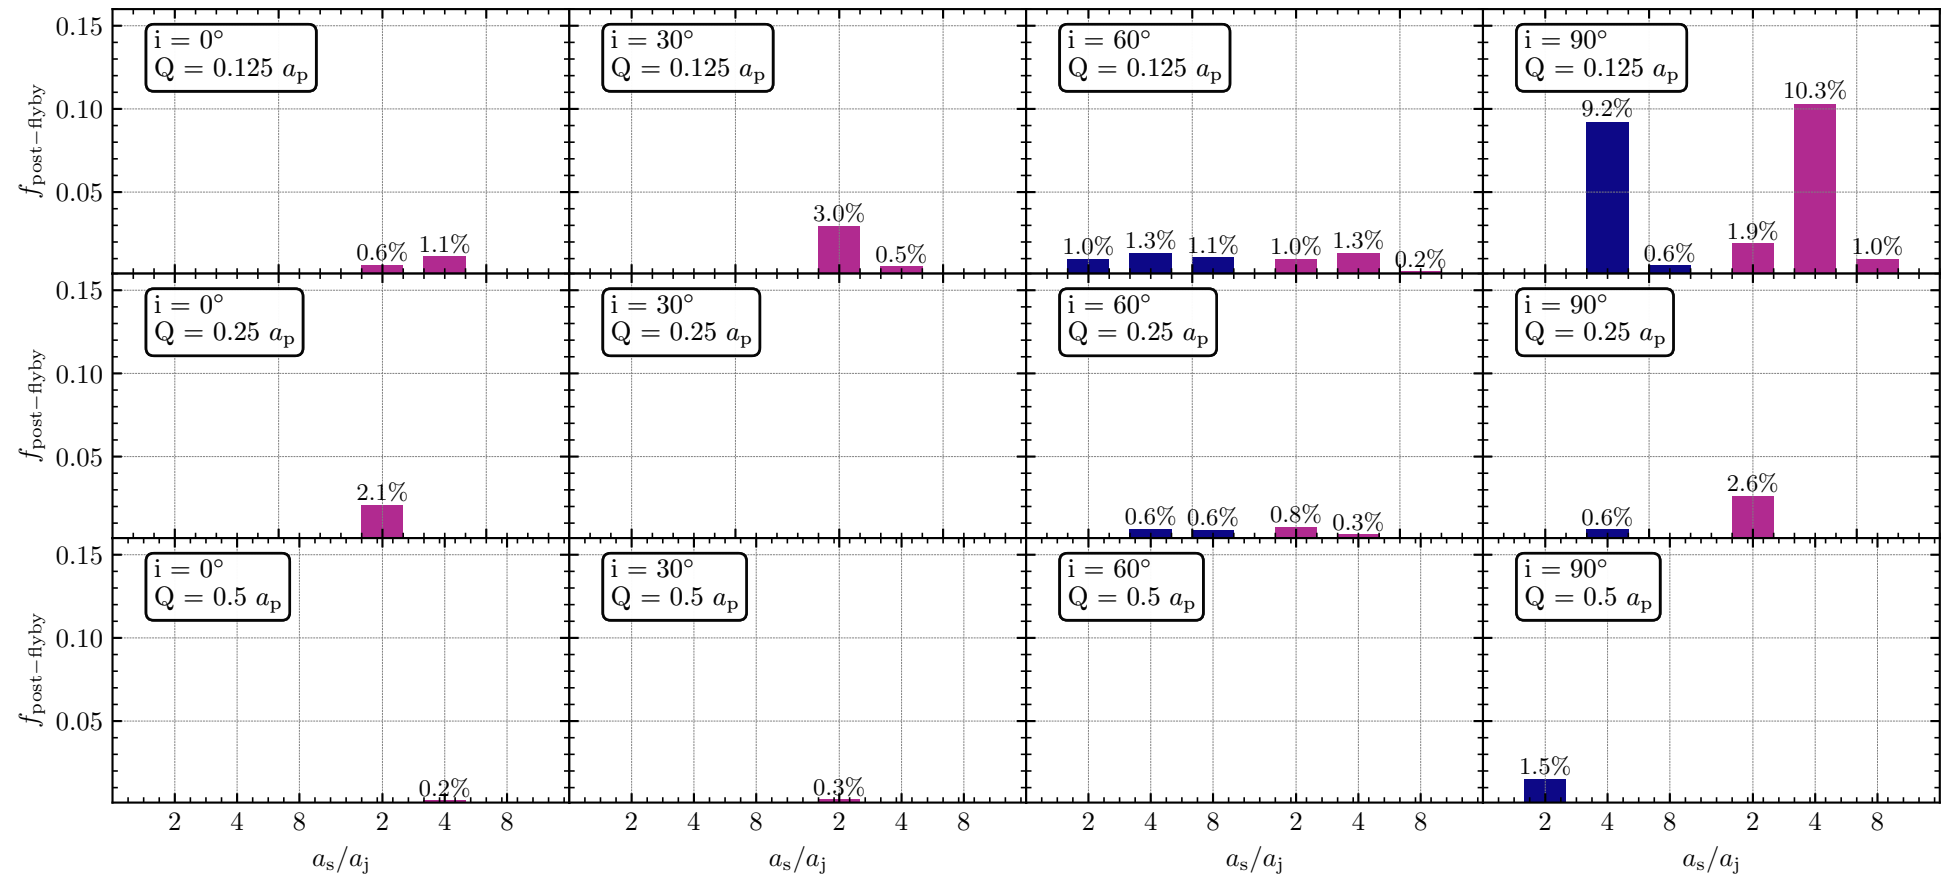 i = 0°
Q = 0.125 a_p
i = 30°
Q = 0.125 a_p
i = 60°
Q = 0.125 a_p
i = 90°
Q = 0.125 a_p
0.15
0.10
0.05
f_post−flyby
0.6%
1.1%
3.0%
0.5%
1.0%
1.3%
1.1%
1.0%
1.3%
0.2%
9.2%
0.6%
1.9%
10.3%
1.0%
i = 0°
Q = 0.25 a_p
i = 30°
Q = 0.25 a_p
i = 60°
Q = 0.25 a_p
i = 90°
Q = 0.25 a_p
0.15
0.10
0.05
f_post−flyby
2.1%
0.6%
0.6%
0.8%
0.3%
0.6%
2.6%
i = 0°
Q = 0.5 a_p
i = 30°
Q = 0.5 a_p
i = 60°
Q = 0.5 a_p
i = 90°
Q = 0.5 a_p
0.15
0.10
0.05
f_post−flyby
0.2%
0.3%
1.5%
2 4 8 2 4 8
2 4 8 2 4 8
2 4 8 2 4 8
2 4 8 2 4 8
a_s/a_j
a_s/a_j
a_s/a_j
a_s/a_j